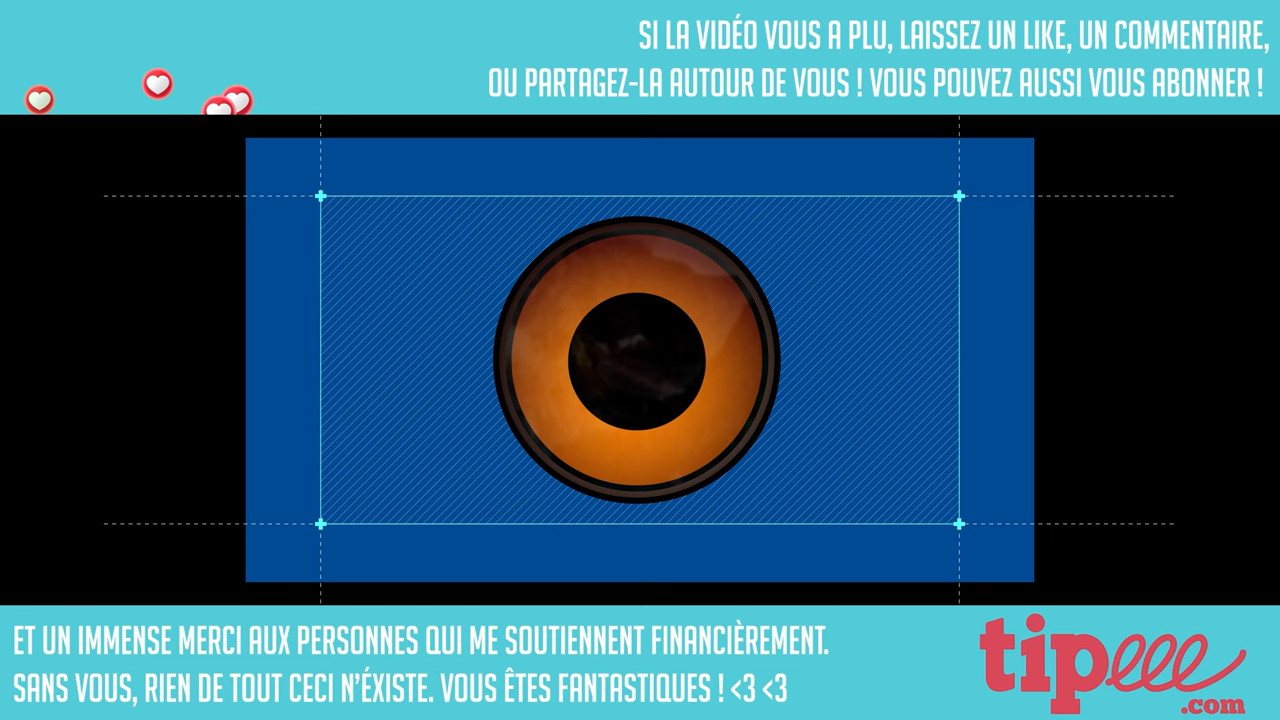 SI LA VIDÉO VOUS A PLU, LAISSEZ UN LIKE, UN COMMENTAIRE,
OU PARTAGEZ-LA AUTOUR DE VOUS ! VOUS POUVEZ AUSSI VOUS ABONNER !
ET UN IMMENSE MERCI AUX PERSONNES QUI ME SOUTIENNENT FINANCIÈREMENT.
SANS VOUS, RIEN DE TOUT CECI N'ÉXISTE. VOUS ÊTES FANTASTIQUES ! <3 <3
tipeee
.com